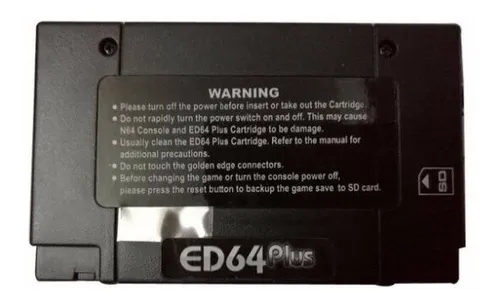 WARNING
• Please turn off the power before insert or take out the Cartridge.
• Do not rapidly turn the power switch on and off. This may cause
N64 Console and ED64 Plus Cartridge to be damage.
• Usually clean the ED64 Plus Cartridge. Refer to the manual for
additional precautions.
• Do not touch the golden edge connectors.
• Before changing the game or turn the console power off,
please press the reset button to backup the game save to SD card.
SD
ED64 Plus